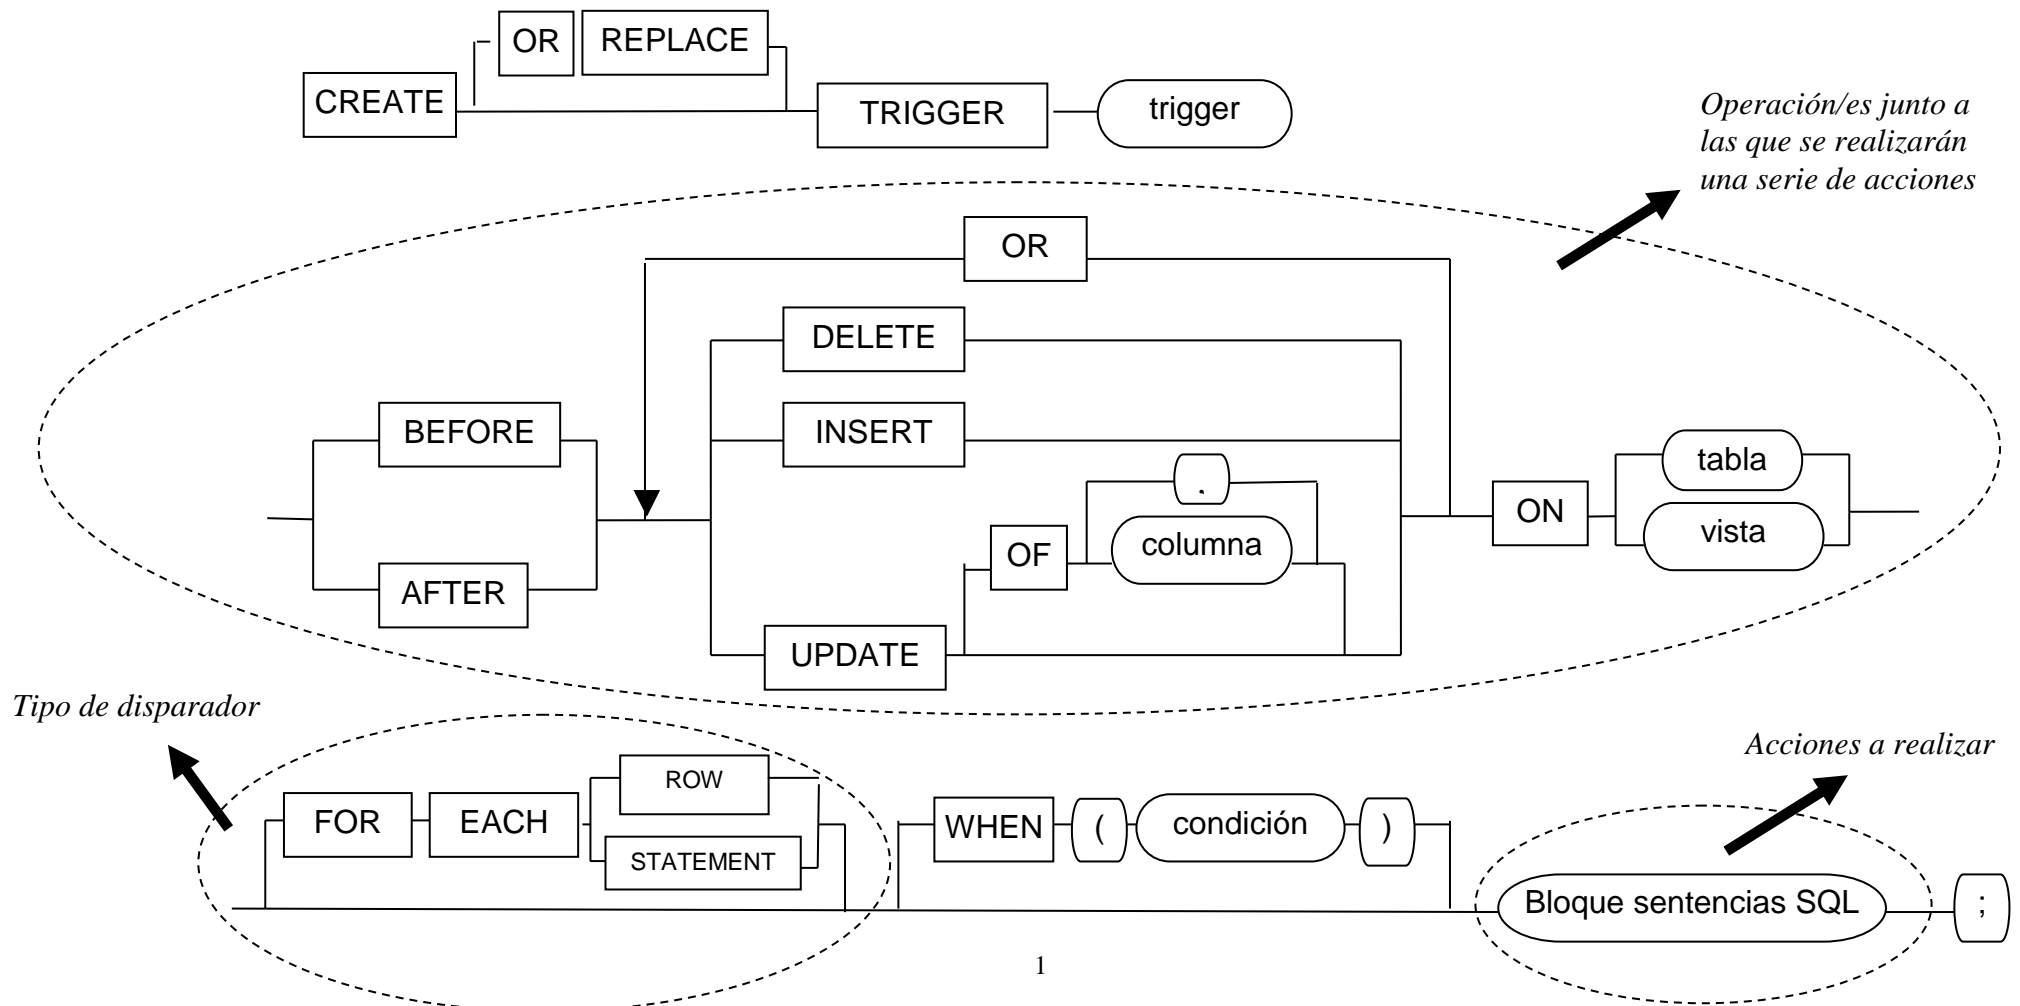 OR REPLACE
CREATE TRIGGER trigger
Operación/es junto a
las que se realizarán
una serie de acciones
OR
DELETE
BEFORE INSERT
tabla
,
ON
OF columna
vista
AFTER
UPDATE
Tipo de disparador
Acciones a realizar
ROW
FOR EACH
WHEN ( condición )
STATEMENT
Bloque sentencias SQL ;
1